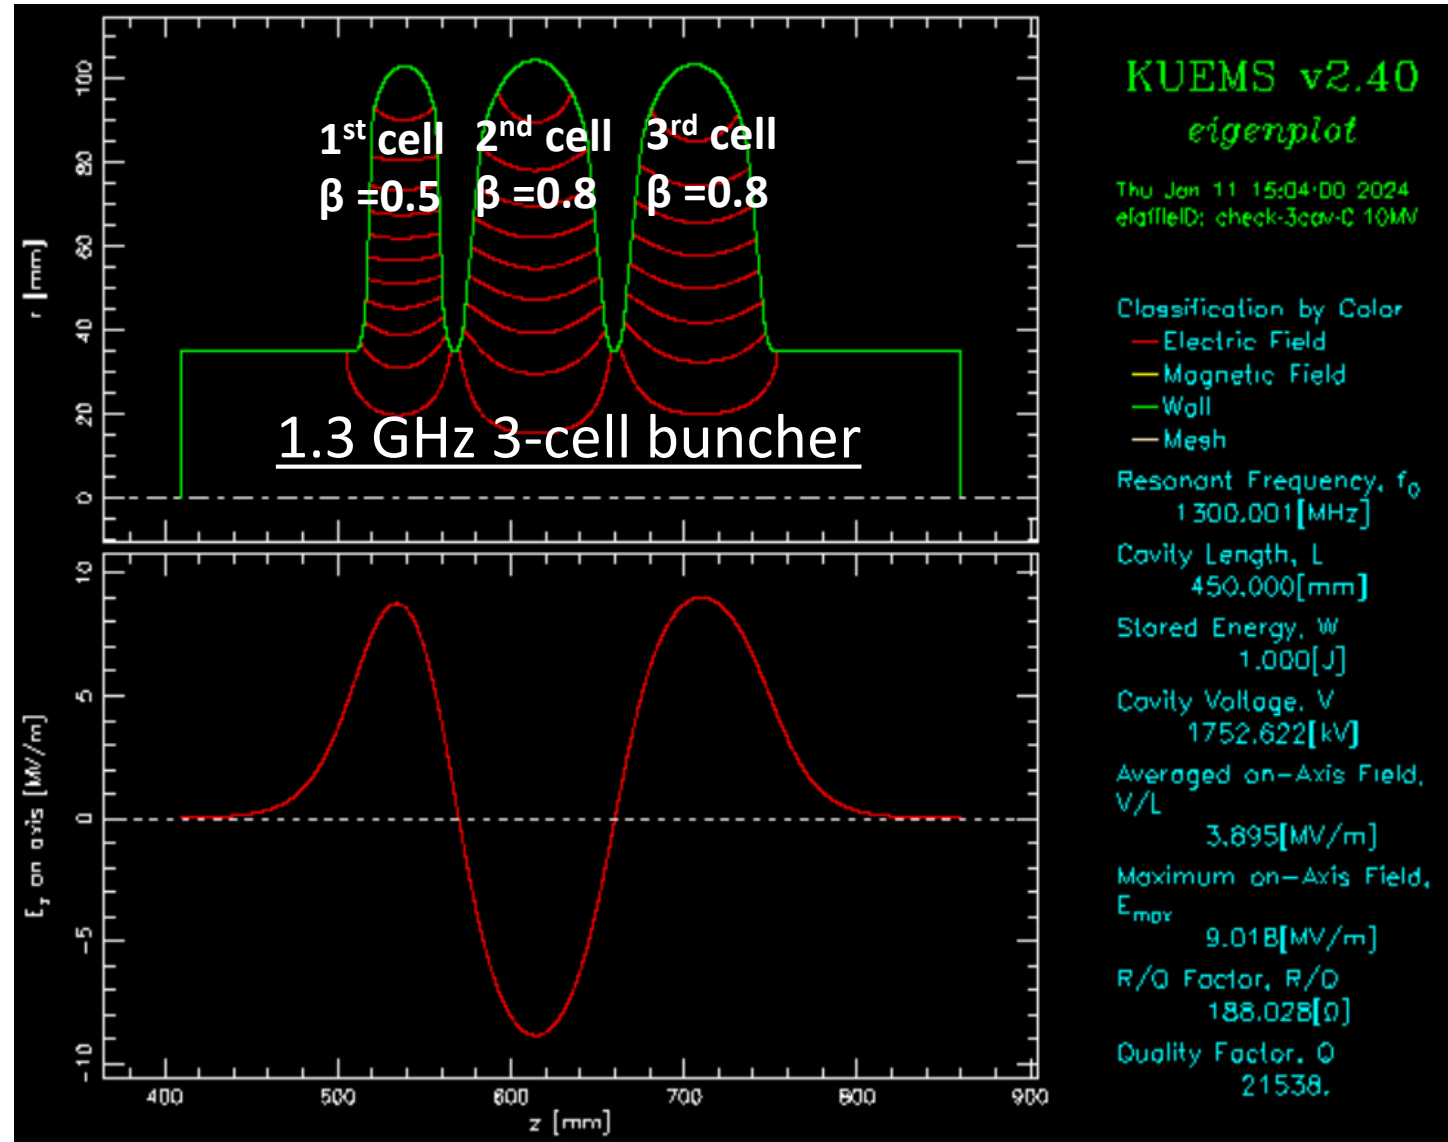 KUEMS v2.40
eigenplot
Thu Jan 11 15:04:00 2024
check-3cav-C 10MV
Classification by Color
Electric Field
Magnetic Field
Wall
Mesh
Resonant Frequency, f0
1300.001[MHz]
Cavity Length, L
450.000[mm]
Stored Energy, W
1.000[J]
Cavity Voltage, V
1752.622[kV]
Averaged on-Axis Field,
V/L
3.895[MV/m]
Maximum on-Axis Field,
Emax
9.018[MV/m]
R/Q Factor, R/Q
188.028[Ω]
Quality Factor, Q
21538.
r [mm]
100
80
60
40
20
0
1st cell
β =0.5
2nd cell
β =0.8
3rd cell
β =0.8
1.3 GHz 3-cell buncher
Ez on axis [MV/m]
10
5
0
-5
-10
400 500 600 700 800 900
z [mm]